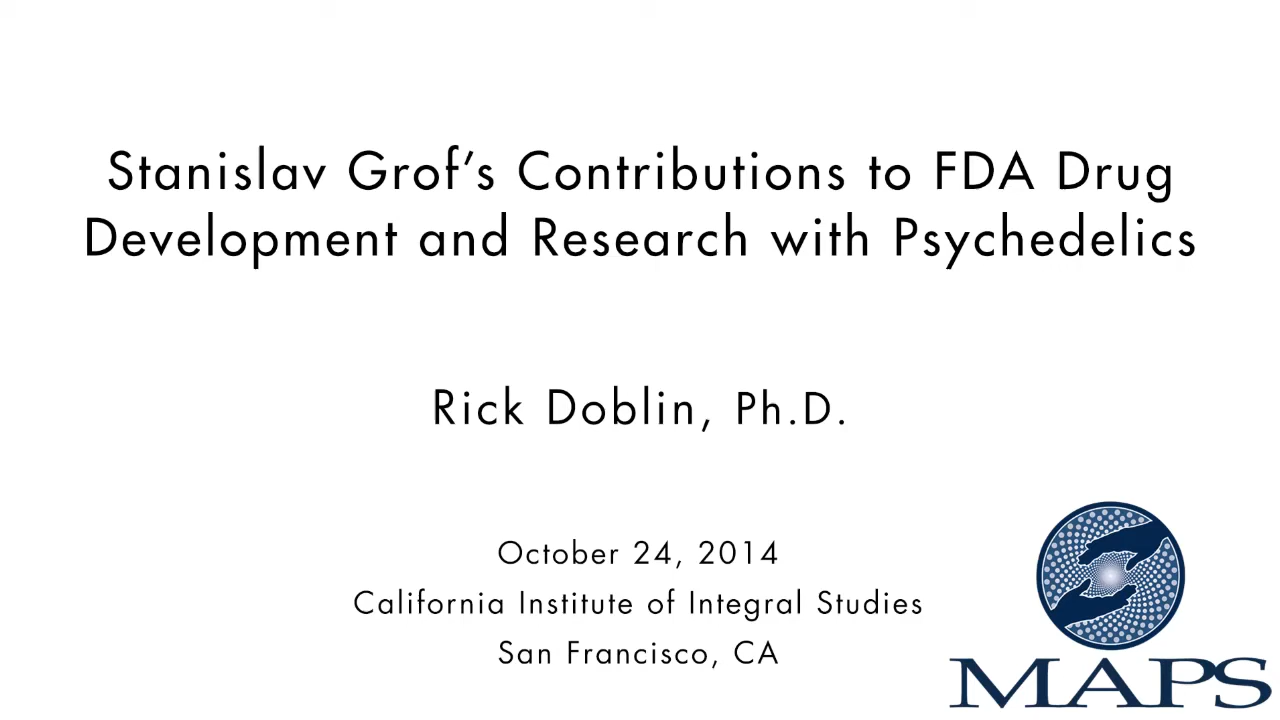 Stanislav Grof’s Contributions to FDA Drug
Development and Research with Psychedelics
Rick Doblin, Ph.D.
October 24, 2014
California Institute of Integral Studies
San Francisco, CA
MAPS